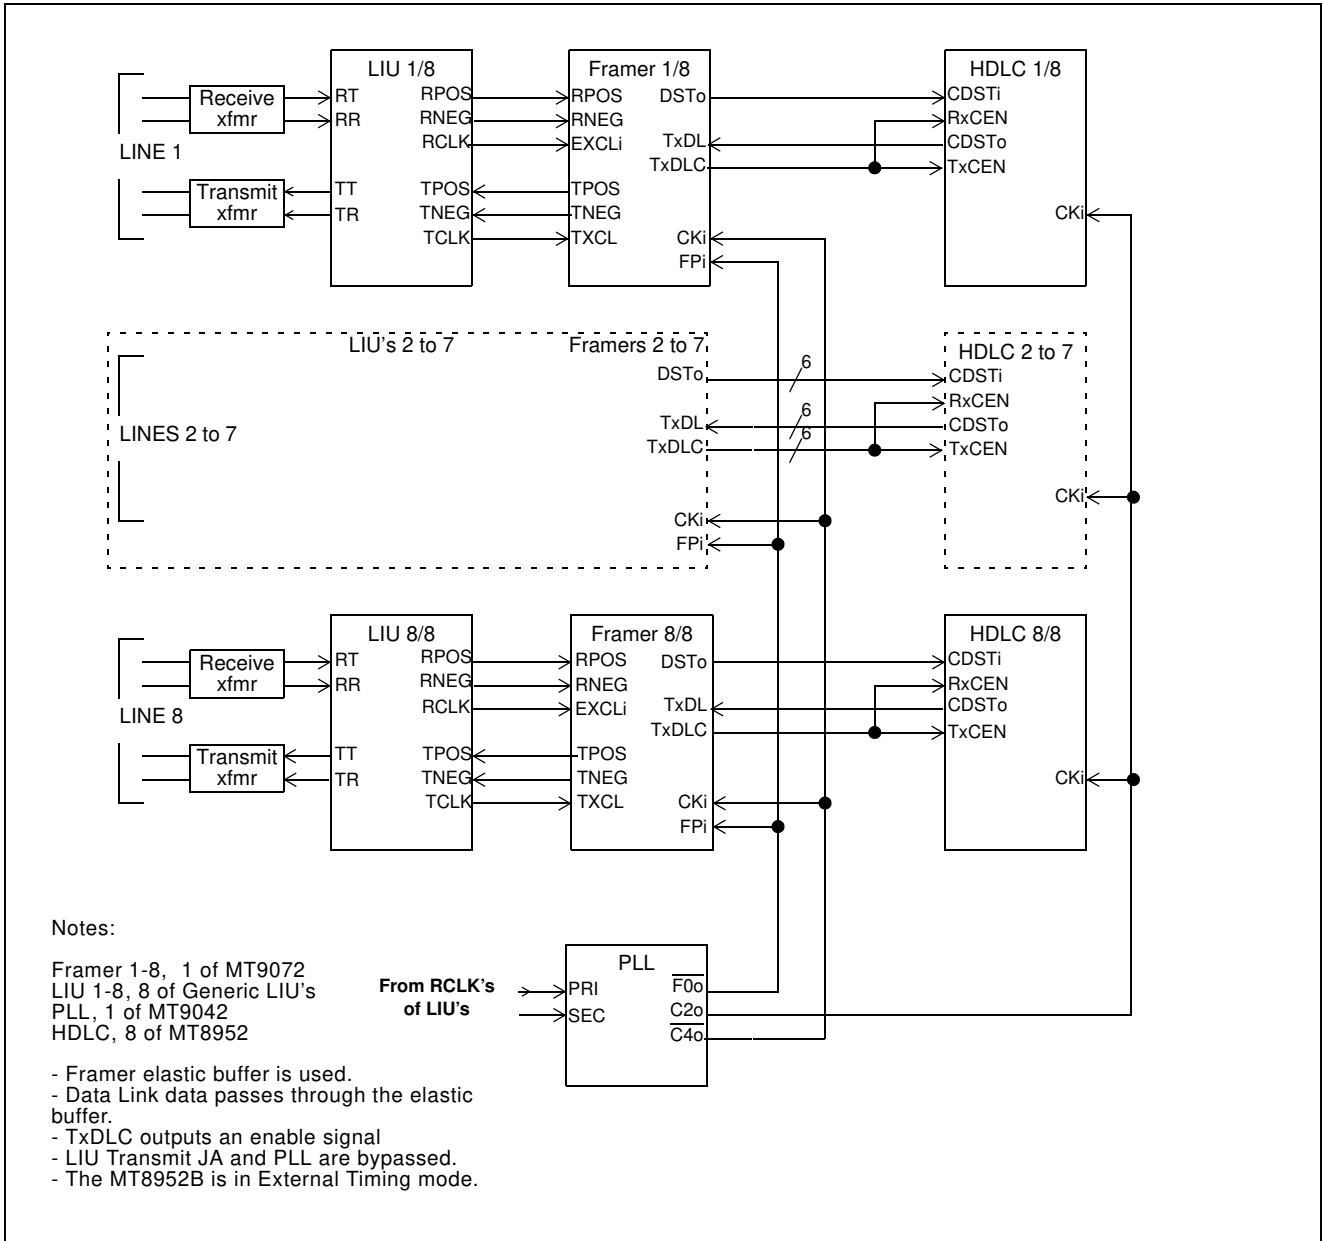 LIU 1/8
Framer 1/8
HDLC 1/8
Receive
xfmr
RT
RR
RPOS
RNEG
RCLK
RPOS
RNEG
EXCLi
DSTo
TxDL
TxDLC
CDSTi
RxCEN
CDSTo
TxCEN
LINE 1
Transmit
xfmr
TT
TR
TPOS
TNEG
TCLK
TPOS
TNEG
TXCL
CKi
FPi
CKi
LIU's 2 to 7
Framers 2 to 7
HDLC 2 to 7
DSTo
6
CDSTi
RxCEN
TxDL
6
CDSTo
TxDLC
6
TxCEN
LINES 2 to 7
CKi
FPi
CKi
LIU 8/8
Framer 8/8
HDLC 8/8
Receive
xfmr
RT
RR
RPOS
RNEG
RCLK
RPOS
RNEG
EXCLi
DSTo
TxDL
TxDLC
CDSTi
RxCEN
CDSTo
TxCEN
LINE 8
Transmit
xfmr
TT
TR
TPOS
TNEG
TCLK
TPOS
TNEG
TXCL
CKi
FPi
CKi
Notes:
Framer 1-8, 1 of MT9072
LIU 1-8, 8 of Generic LIU's
PLL, 1 of MT9042
HDLC, 8 of MT8952
From RCLK's
of LIU's
PLL
PRI
SEC
F0o
C2o
C4o
- Framer elastic buffer is used.
- Data Link data passes through the elastic
buffer.
- TxDLC outputs an enable signal
- LIU Transmit JA and PLL are bypassed.
- The MT8952B is in External Timing mode.